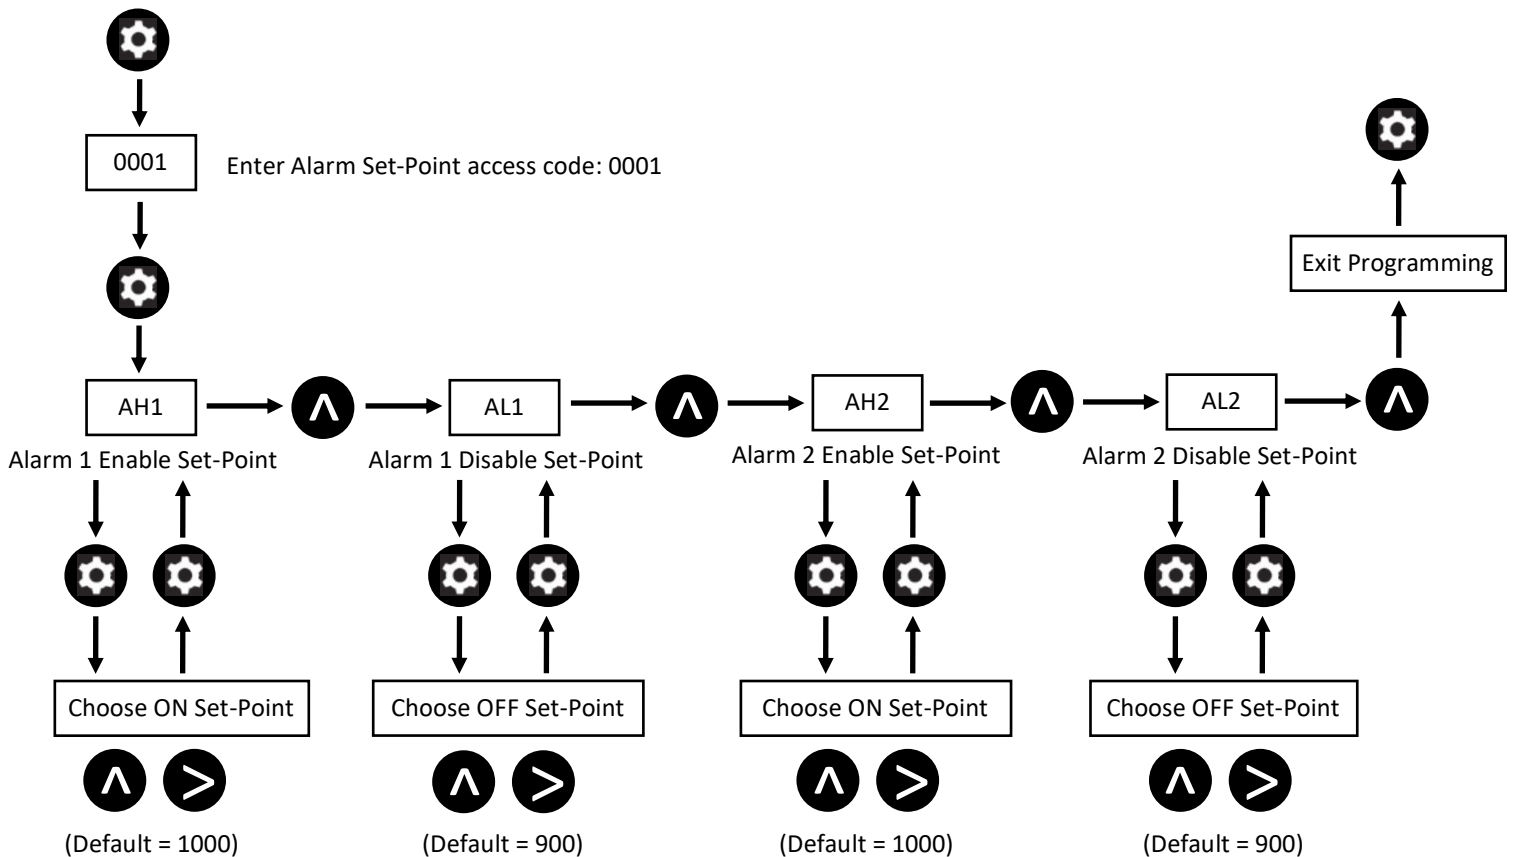 0001
Enter Alarm Set-Point access code: 0001
Exit Programming
AH1
AL1
AH2
AL2
Alarm 1 Enable Set-Point
Alarm 1 Disable Set-Point
Alarm 2 Enable Set-Point
Alarm 2 Disable Set-Point
Choose ON Set-Point
Choose OFF Set-Point
Choose ON Set-Point
Choose OFF Set-Point
(Default = 1000)
(Default = 900)
(Default = 1000)
(Default = 900)